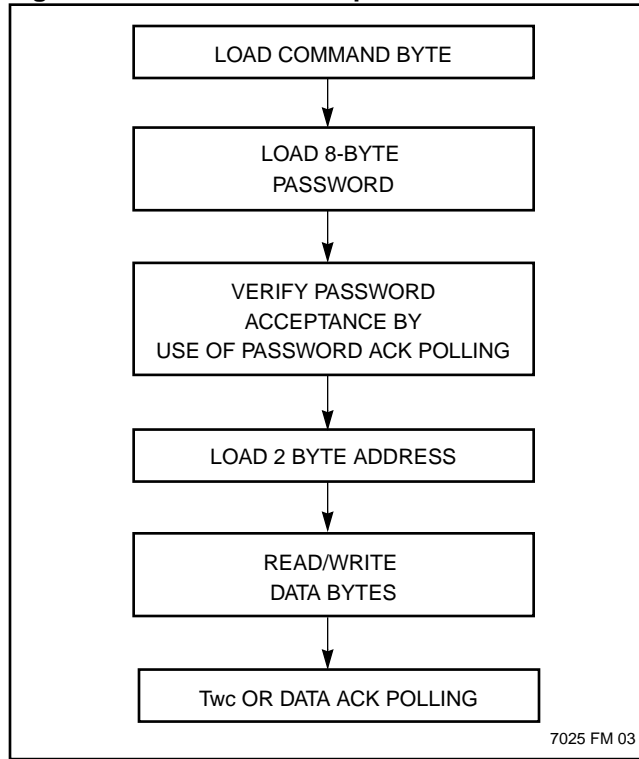 LOAD COMMAND BYTE
LOAD 8-BYTE
PASSWORD
VERIFY PASSWORD
ACCEPTANCE BY
USE OF PASSWORD ACK POLLING
LOAD 2 BYTE ADDRESS
READ/WRITE
DATA BYTES
Twc OR DATA ACK POLLING
7025 FM 03